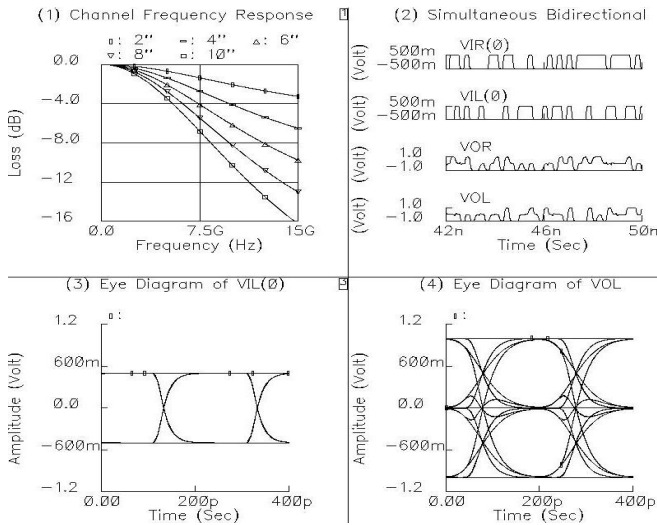 (1) Channel Frequency Response
▯: 2" –: 4" △: 6"
▽: 8" □: 10"
Loss (dB)
0.0
-4.0
-8.0
-12
-16
0.0 7.5G 15G
Frequency (Hz)
1
(2) Simultaneous Bidirectional
(Volt) 500m -500m VIR(0)
(Volt) 500m -500m VIL(0)
(Volt) 1.0 -1.0 VOR
(Volt) 1.0 -1.0 VOL
42n 46n 50n
Time (Sec)
(3) Eye Diagram of VIL(0)
▯:
Amplitude (Volt)
1.2
600m
0.0
-600m
-1.2
0.00 200p 400p
Time (Sec)
(4) Eye Diagram of VOL
▯:
Amplitude (Volt)
1.2
600m
0.0
-600m
-1.2
0.00 200p 400p
Time (Sec)